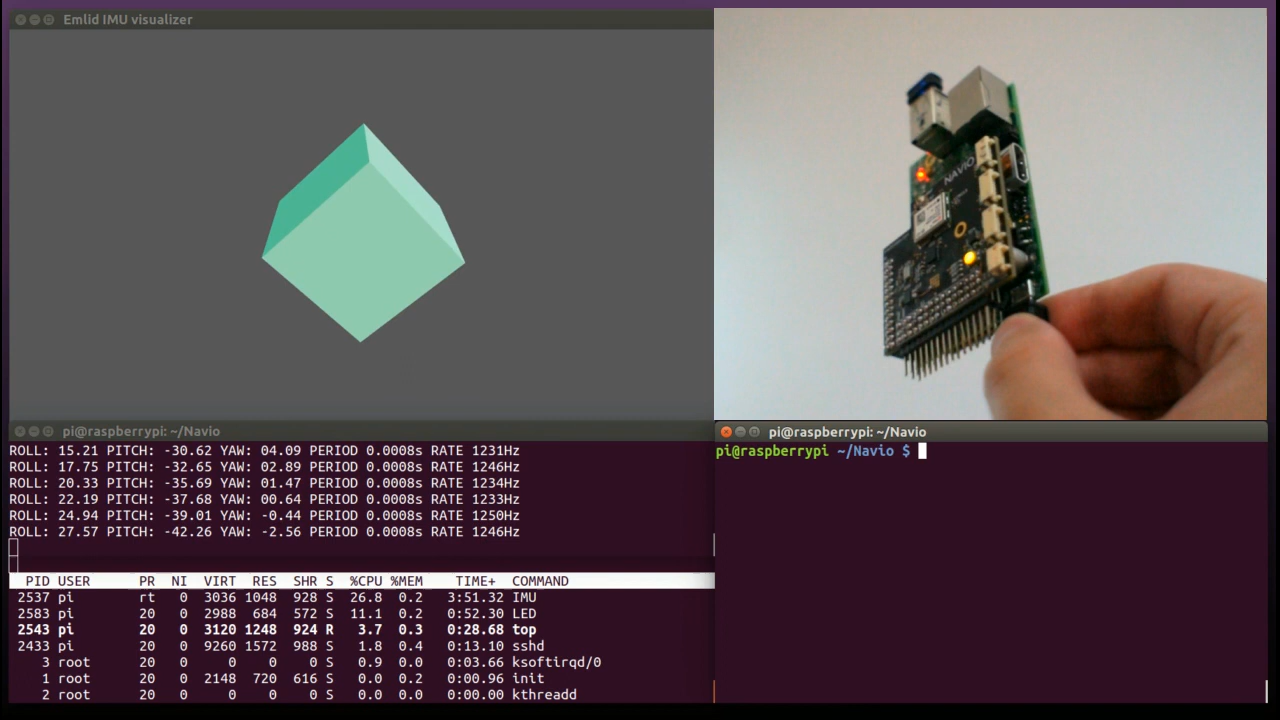 Emlid IMU visualizer
NAVIO
pi@raspberrypi: ~/Navio
ROLL: 15.21 PITCH: -30.62 YAW: 04.09 PERIOD 0.0008s RATE 1231Hz
ROLL: 17.75 PITCH: -32.65 YAW: 02.89 PERIOD 0.0008s RATE 1246Hz
ROLL: 20.33 PITCH: -35.69 YAW: 01.47 PERIOD 0.0008s RATE 1234Hz
ROLL: 22.19 PITCH: -37.68 YAW: 00.64 PERIOD 0.0008s RATE 1233Hz
ROLL: 24.94 PITCH: -39.01 YAW: -0.44 PERIOD 0.0008s RATE 1250Hz
ROLL: 27.57 PITCH: -42.26 YAW: -2.56 PERIOD 0.0008s RATE 1246Hz
PID USER PR NI VIRT RES SHR S %CPU %MEM TIME+ COMMAND
2537 pi rt 0 3036 1048 928 S 26.8 0.2 3:51.32 IMU
2583 pi 20 0 2988 684 572 S 11.1 0.2 0:52.30 LED
2543 pi 20 0 3120 1248 924 R 3.7 0.3 0:28.68 top
2433 pi 20 0 9260 1572 988 S 1.8 0.4 0:13.10 sshd
3 root 20 0 0 0 0 S 0.9 0.0 0:03.66 ksoftirqd/0
1 root 20 0 2148 720 616 S 0.0 0.2 0:00.96 init
2 root 20 0 0 0 0 S 0.0 0.0 0:00.00 kthreadd
pi@raspberrypi: ~/Navio
pi@raspberrypi ~/Navio $